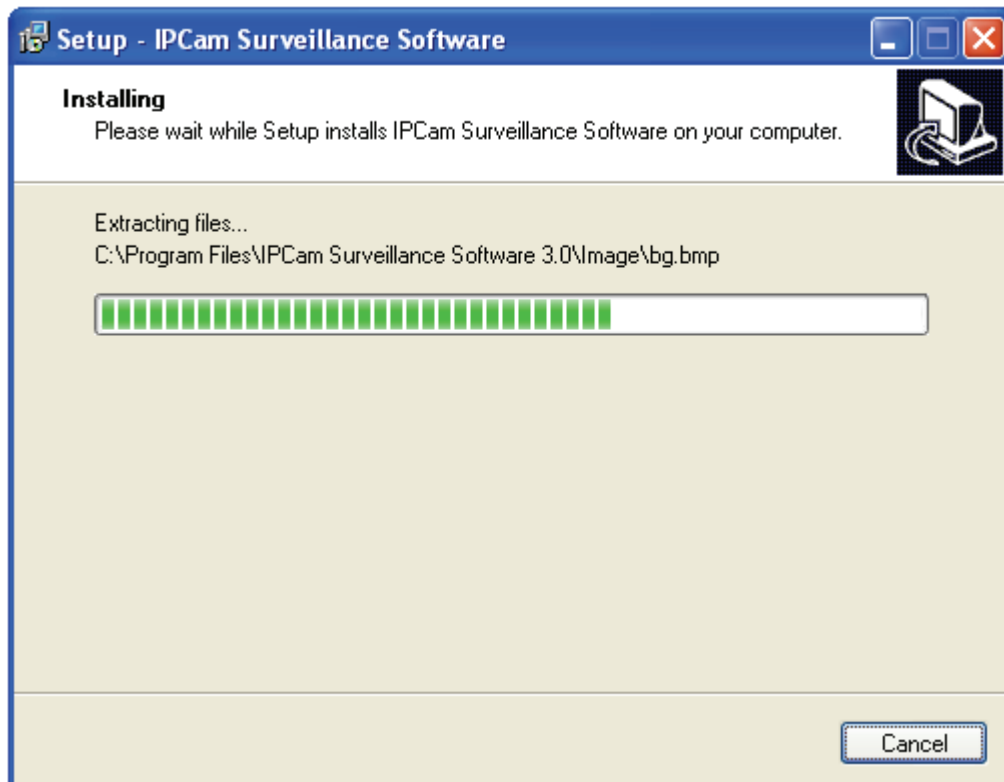 Setup - IPCam Surveillance Software
Installing
Please wait while Setup installs IPCam Surveillance Software on your computer.
Extracting files...
C:\Program Files\IPCam Surveillance Software 3.0\Image\bg.bmp
Cancel